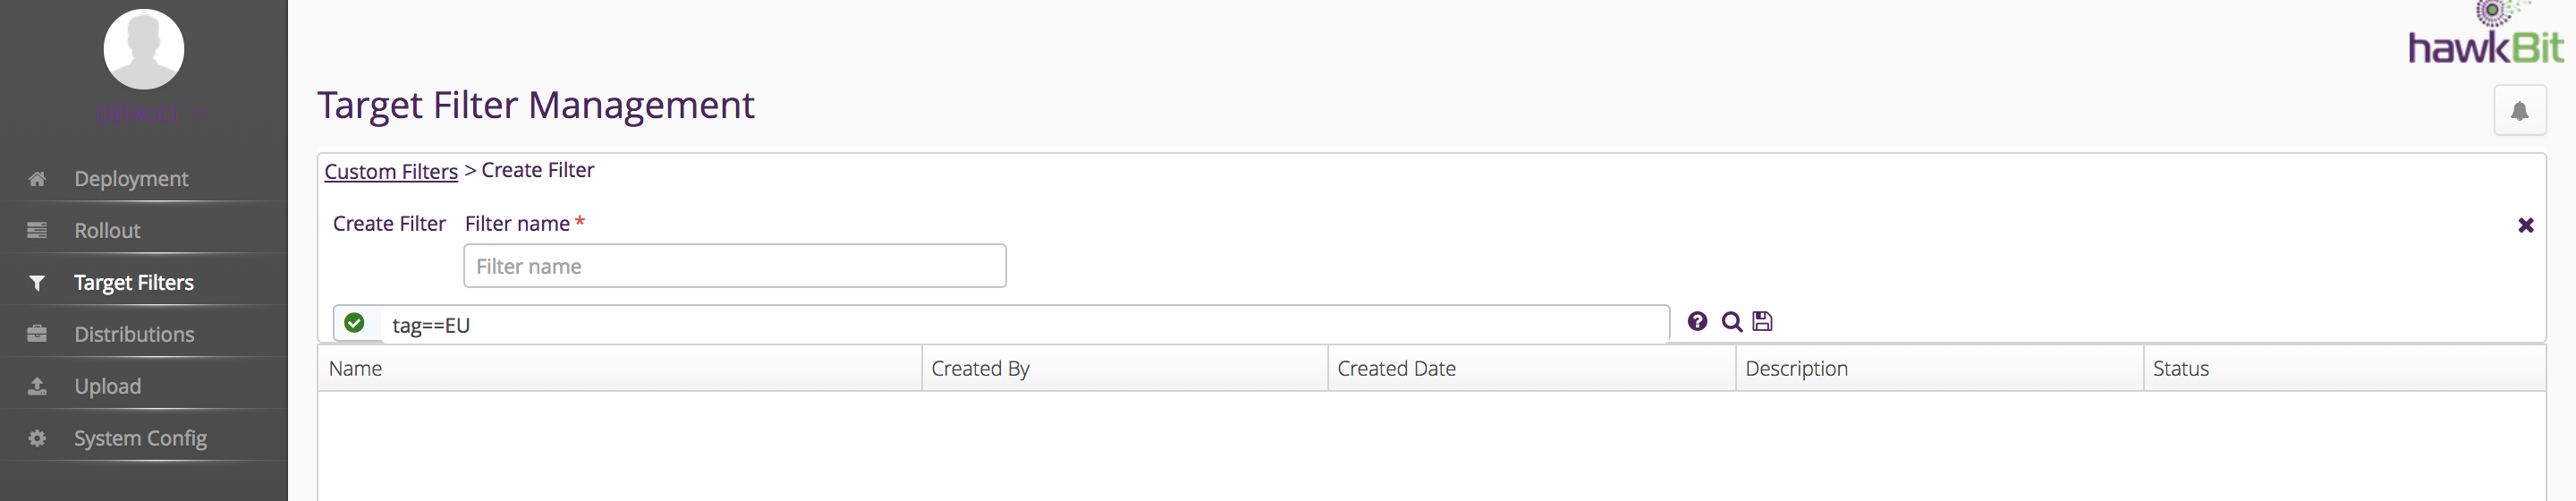 hawkBit
DEFAULT
Target Filter Management
Deployment
Rollout
Target Filters
Distributions
Upload
System Config
Custom Filters > Create Filter
Create Filter Filter name *
Filter name
tag==EU
Name Created By Created Date Description Status